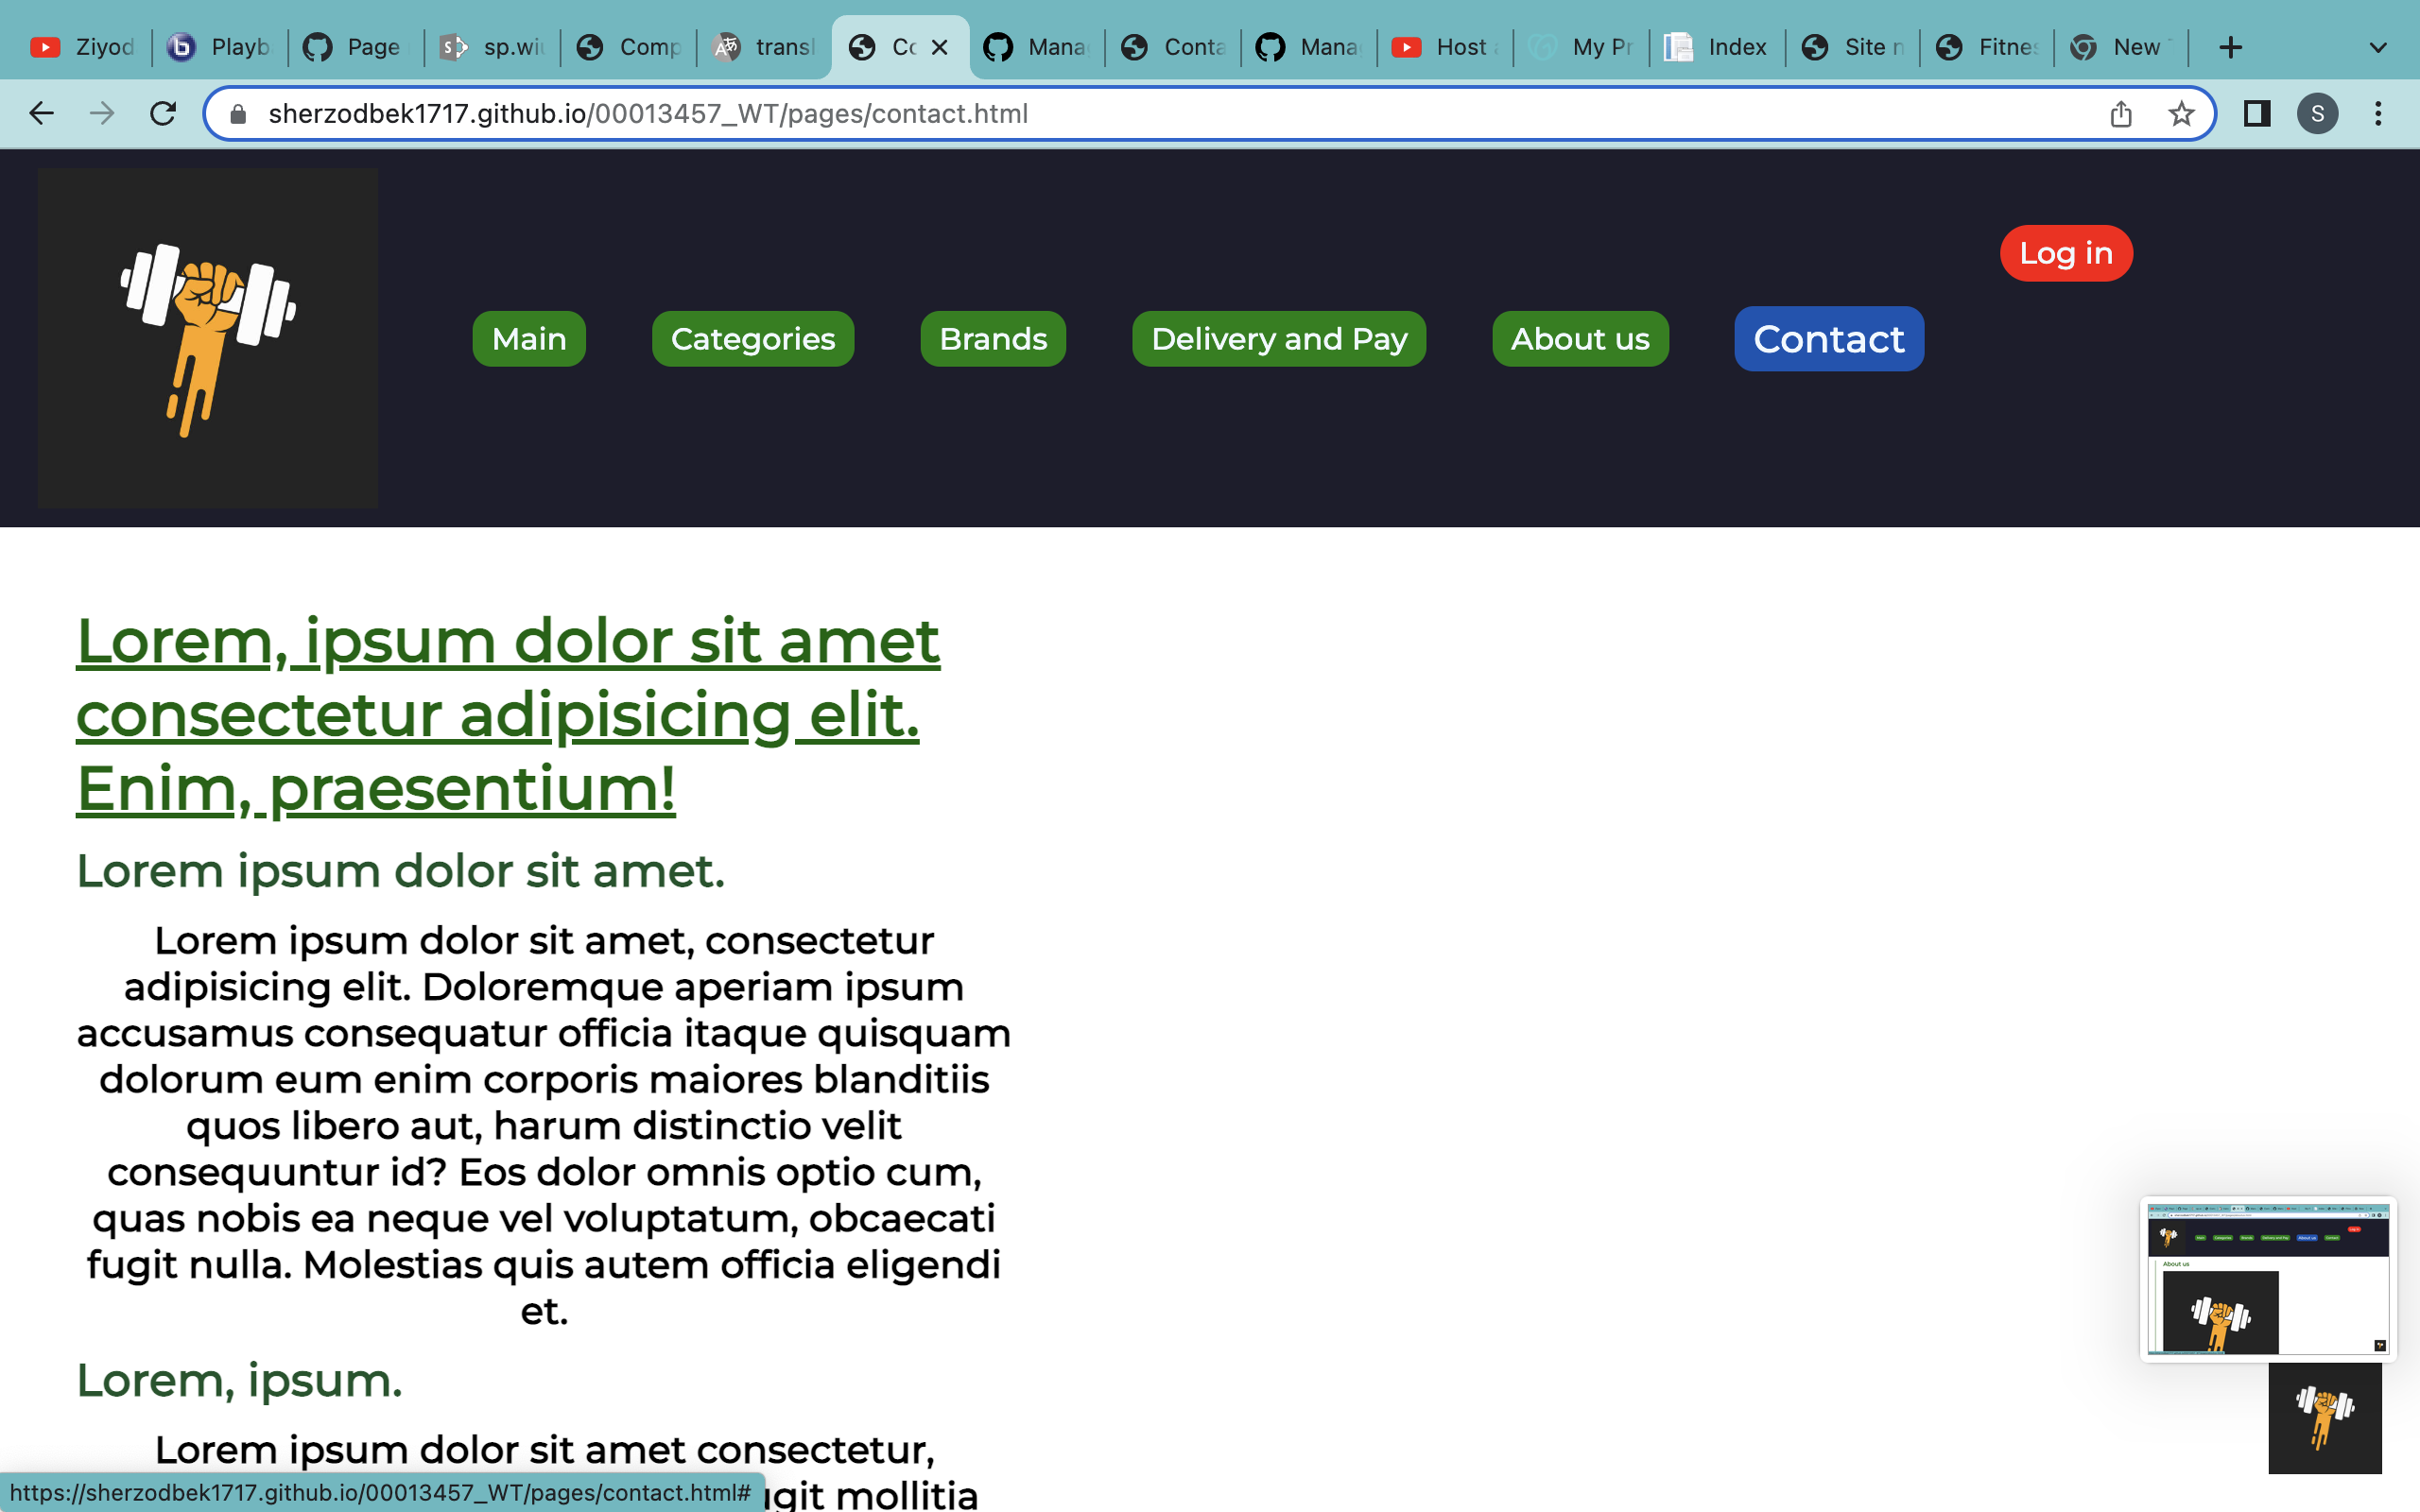 Ziyod
Playb
Page
sp.wiu
Comp
transl
Co
Mana
Conta
Mana
Host a
My Pr
Index
Site n
Fitnes
New T
sherzodbek1717.github.io/00013457_WT/pages/contact.html
S
Log in
Main
Categories
Brands
Delivery and Pay
About us
Contact
Lorem, ipsum dolor sit amet
consectetur adipisicing elit.
Enim, praesentium!
Lorem ipsum dolor sit amet.
Lorem ipsum dolor sit amet, consectetur
adipisicing elit. Doloremque aperiam ipsum
accusamus consequatur officia itaque quisquam
dolorum eum enim corporis maiores blanditiis
quos libero aut, harum distinctio velit
consequuntur id? Eos dolor omnis optio cum,
quas nobis ea neque vel voluptatum, obcaecati
fugit nulla. Molestias quis autem officia eligendi
et.
Lorem, ipsum.
Lorem ipsum dolor sit amet consectetur,
ugit mollitia
https://sherzodbek1717.github.io/00013457_WT/pages/contact.html#
About us